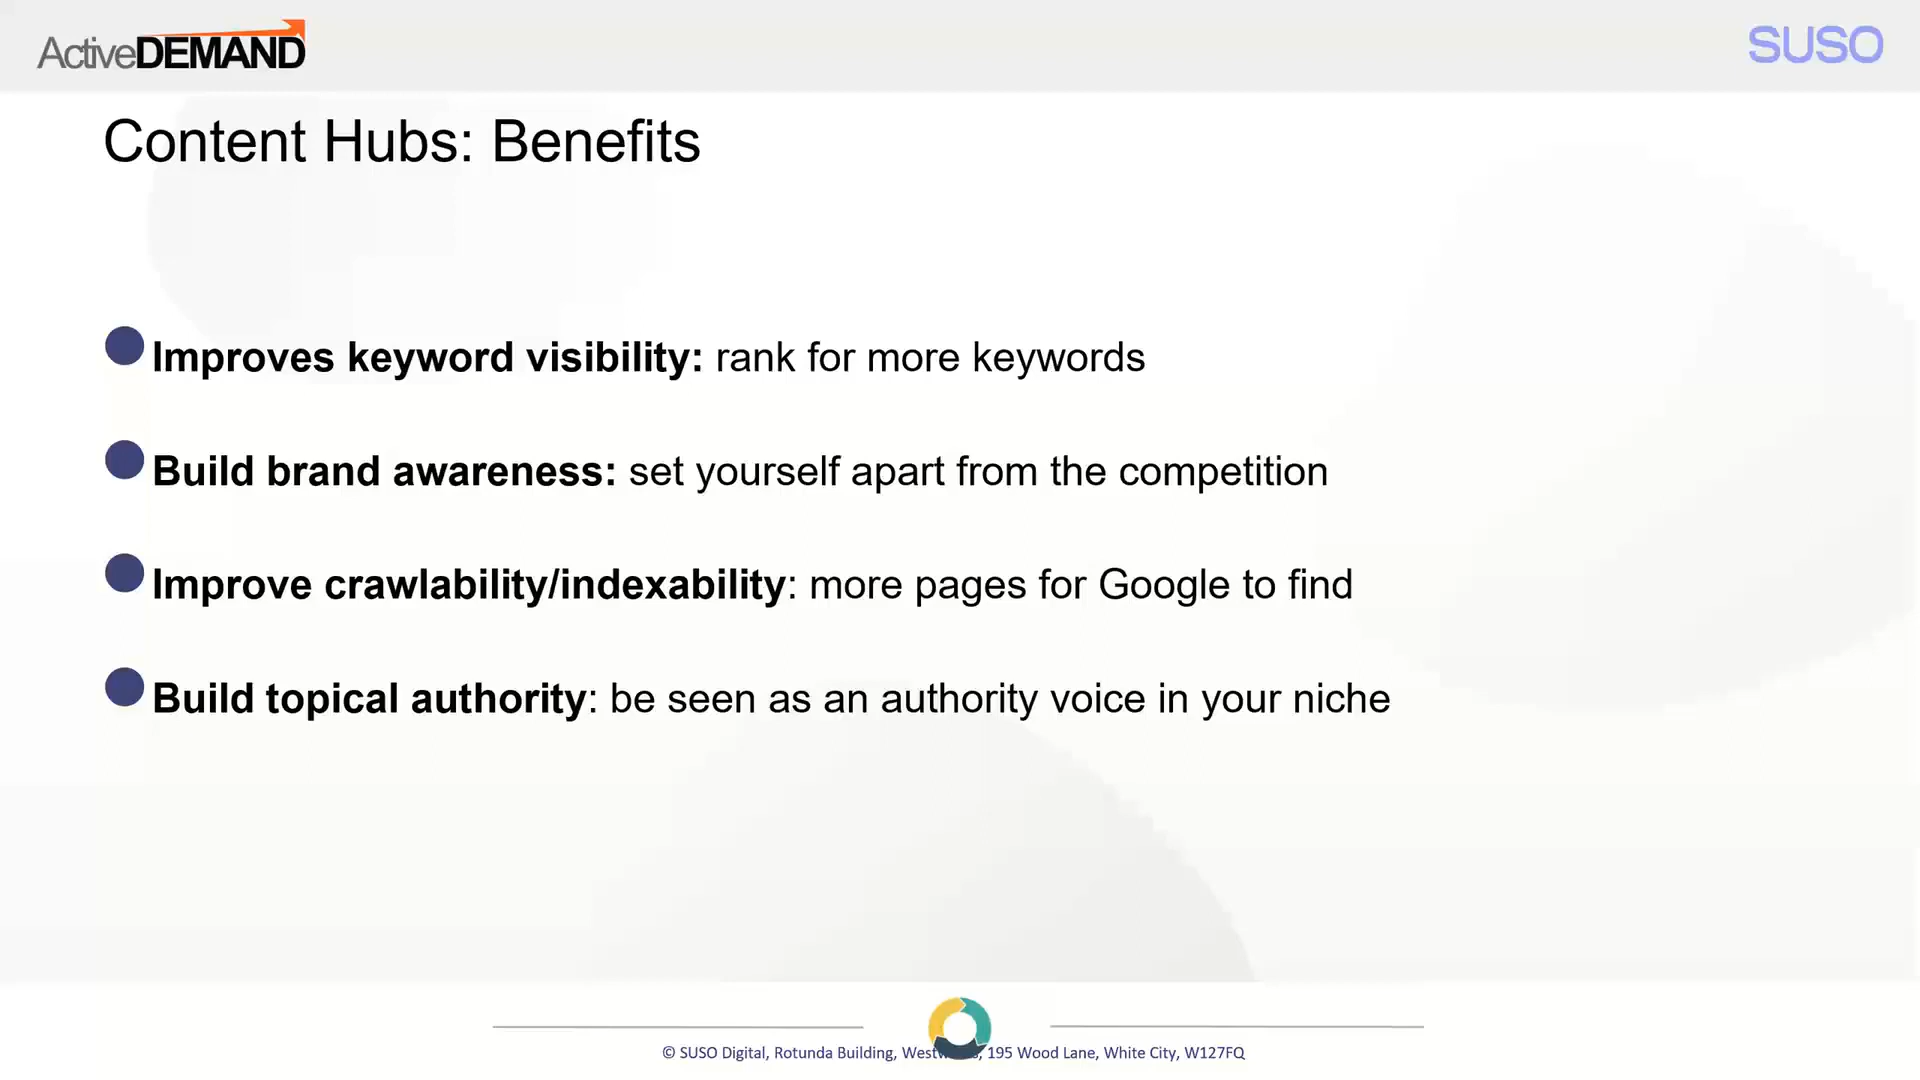 ActiveDEMAND
SUSO
Content Hubs: Benefits
Improves keyword visibility: rank for more keywords
Build brand awareness: set yourself apart from the competition
Improve crawlability/indexability: more pages for Google to find
Build topical authority: be seen as an authority voice in your niche
© SUSO Digital, Rotunda Building, 195 Wood Lane, White City, W127FQ